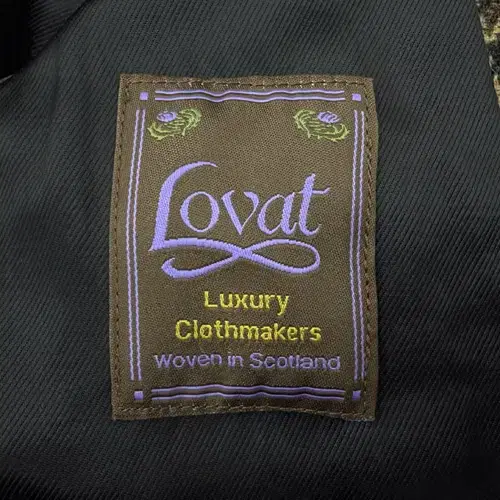 Lovat
Luxury
Clothmakers
Woven in Scotland